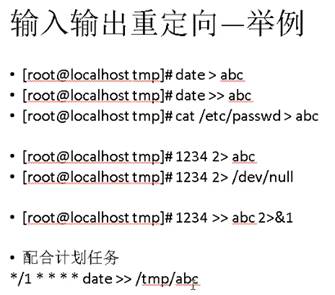 输入输出重定向—举例
• [root@localhost tmp]# date > abc
• [root@localhost tmp]# date >> abc
• [root@localhost tmp]# cat /etc/passwd > abc
• [root@localhost tmp]# 1234 2> abc
• [root@localhost tmp]# 1234 2> /dev/null
• [root@localhost tmp]# 1234 >> abc 2>&1
• 配合计划任务
*/1 * * * * date >> /tmp/abc